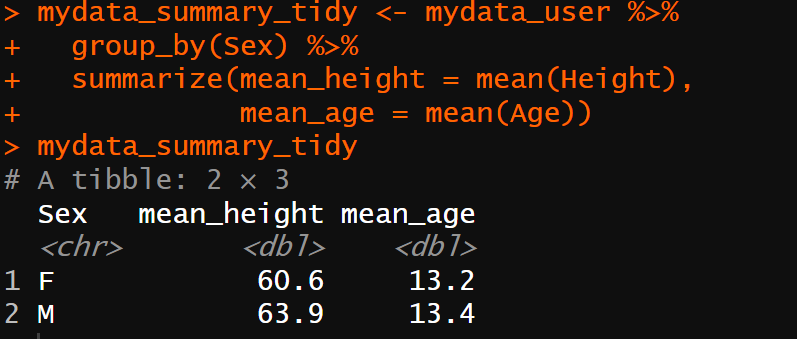 > mydata_summary_tidy <- mydata_user %>%
+   group_by(Sex) %>%
+   summarize(mean_height = mean(Height),
+             mean_age = mean(Age))
> mydata_summary_tidy
# A tibble: 2 × 3
  Sex   mean_height mean_age
  <chr>       <dbl>    <dbl>
1 F            60.6     13.2
2 M            63.9     13.4